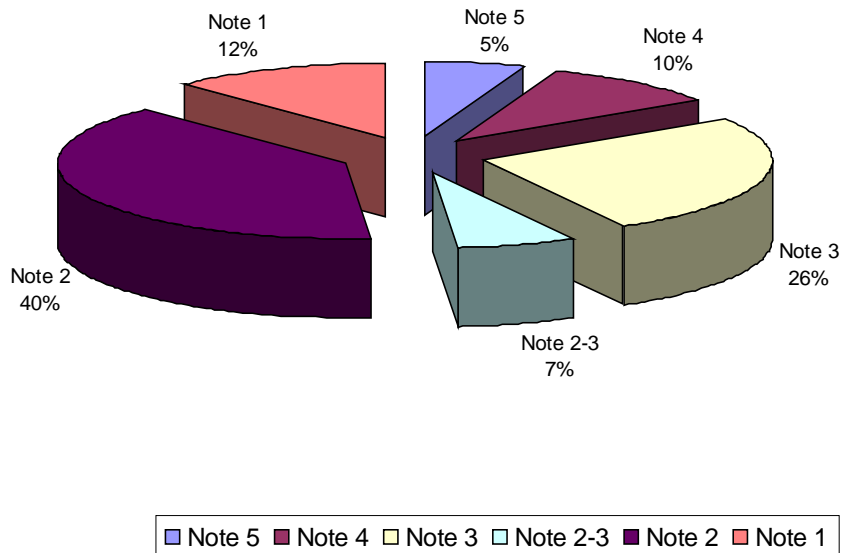 Note 1
12%
Note 5
5%
Note 4
10%
Note 3
26%
Note 2
40%
Note 2-3
7%
Note 5 Note 4 Note 3 Note 2-3 Note 2 Note 1